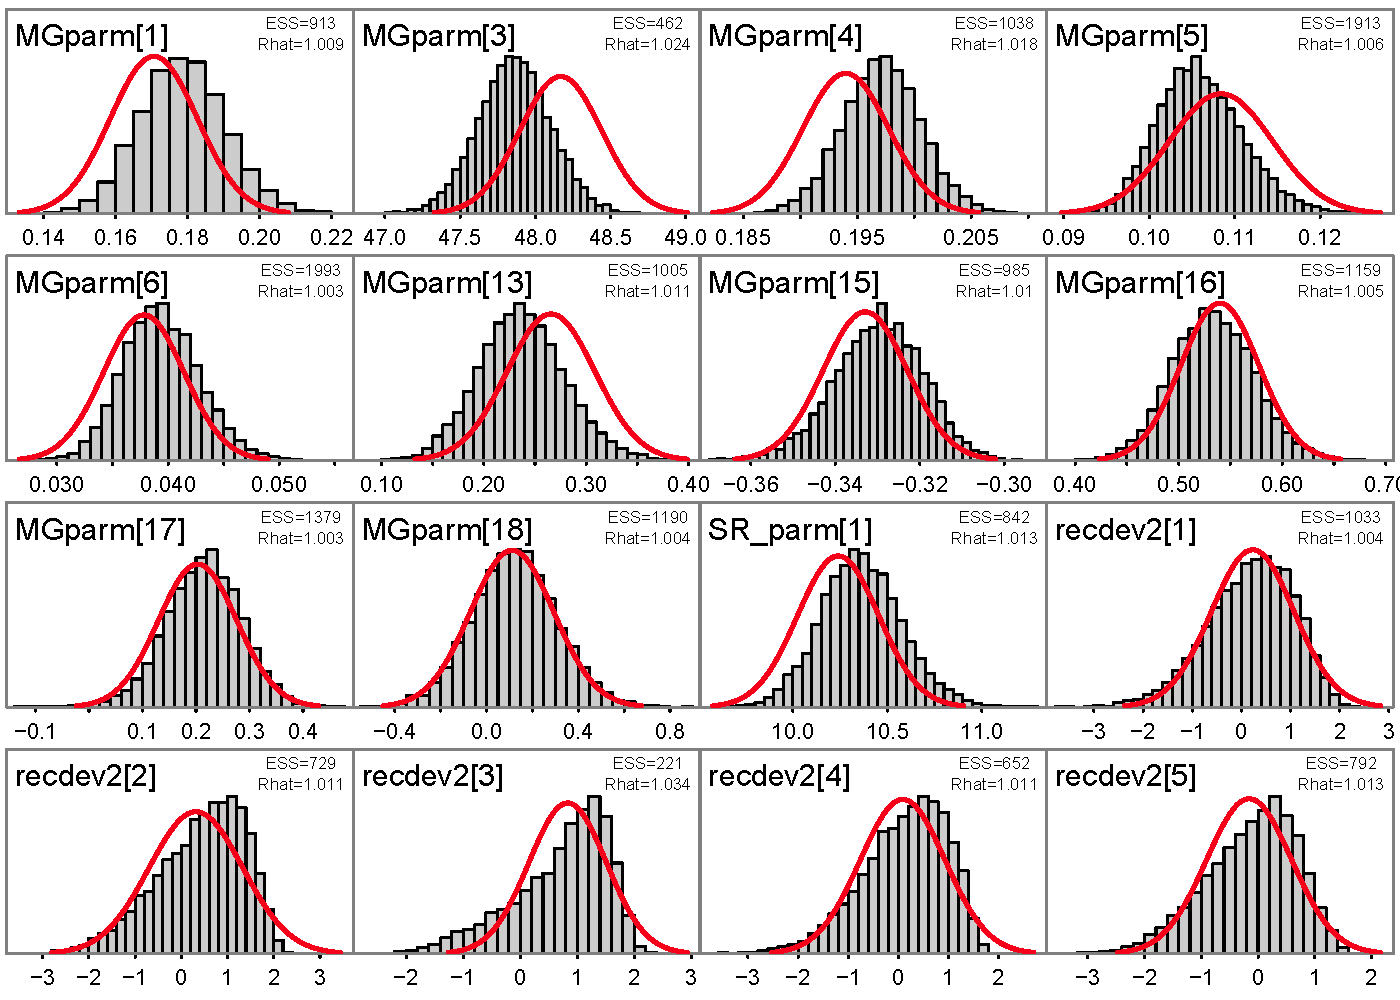 MGparm[1]
ESS=913
Rhat=1.009
MGparm[3]
ESS=462
Rhat=1.024
MGparm[4]
ESS=1038
Rhat=1.018
MGparm[5]
ESS=1913
Rhat=1.006
0.14 0.16 0.18 0.20 0.22
47.0 47.5 48.0 48.5 49.0
0.185 0.195 0.205
0.09 0.10 0.11 0.12
MGparm[6]
ESS=1993
Rhat=1.003
MGparm[13]
ESS=1005
Rhat=1.011
MGparm[15]
ESS=985
Rhat=1.01
MGparm[16]
ESS=1159
Rhat=1.005
0.030 0.040 0.050
0.10 0.20 0.30 0.40
−0.36 −0.34 −0.32 −0.30
0.40 0.50 0.60 0.70
MGparm[17]
ESS=1379
Rhat=1.003
MGparm[18]
ESS=1190
Rhat=1.004
SR_parm[1]
ESS=842
Rhat=1.013
recdev2[1]
ESS=1033
Rhat=1.004
−0.1 0.1 0.2 0.3 0.4
−0.4 0.0 0.4 0.8
10.0 10.5 11.0
−3 −2 −1 0 1 2 3
recdev2[2]
ESS=729
Rhat=1.011
recdev2[3]
ESS=221
Rhat=1.034
recdev2[4]
ESS=652
Rhat=1.011
recdev2[5]
ESS=792
Rhat=1.013
−3 −2 −1 0 1 2 3
−2 −1 0 1 2 3
−3 −2 −1 0 1 2
−3 −2 −1 0 1 2